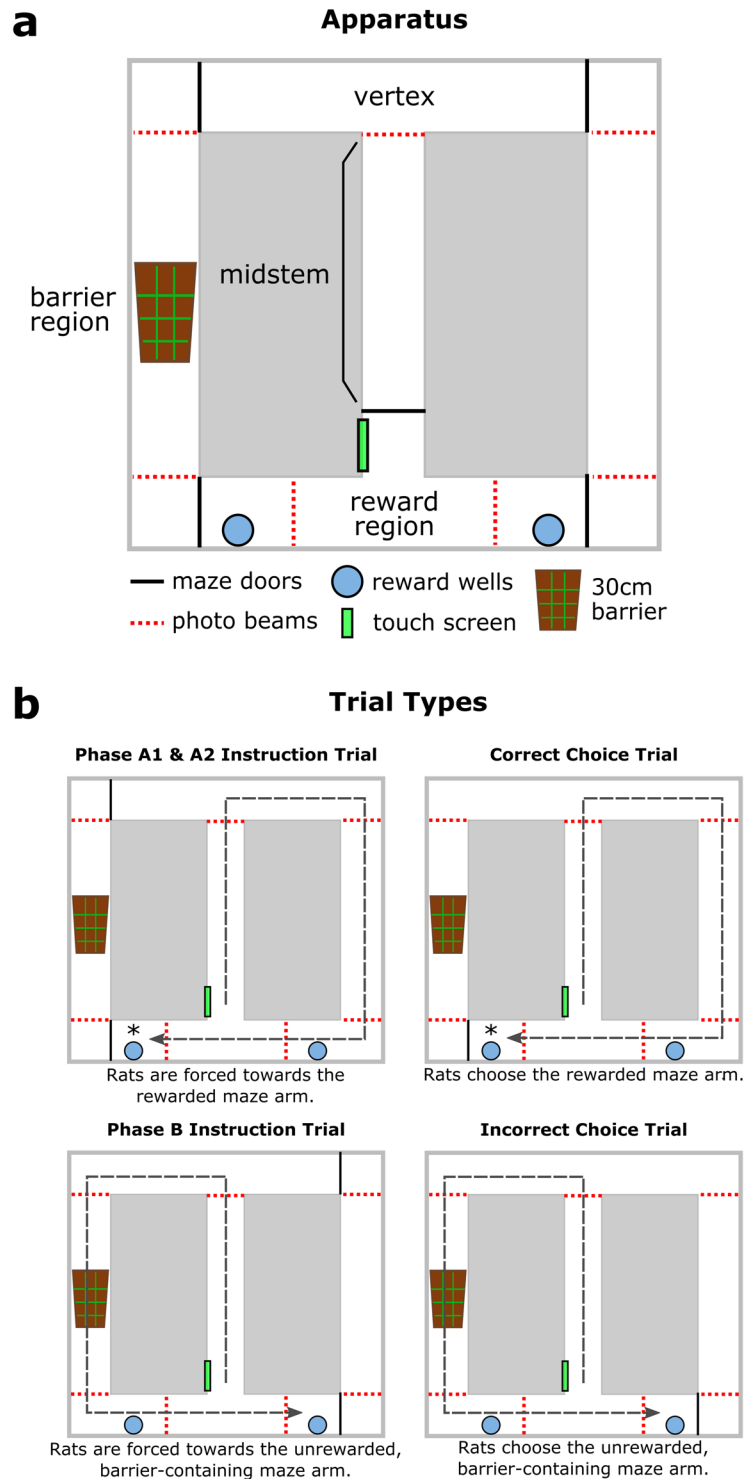 a
Apparatus
vertex
midstem
barrier
region
reward
region
maze doors
reward wells
30cm
barrier
photo beams
touch screen
b
Trial Types
Phase A1 & A2 Instruction Trial
Correct Choice Trial
*
*
Rats are forced towards the
rewarded maze arm.
Rats choose the rewarded maze arm.
Phase B Instruction Trial
Incorrect Choice Trial
Rats are forced towards the unrewarded,
barrier-containing maze arm.
Rats choose the unrewarded,
barrier-containing maze arm.